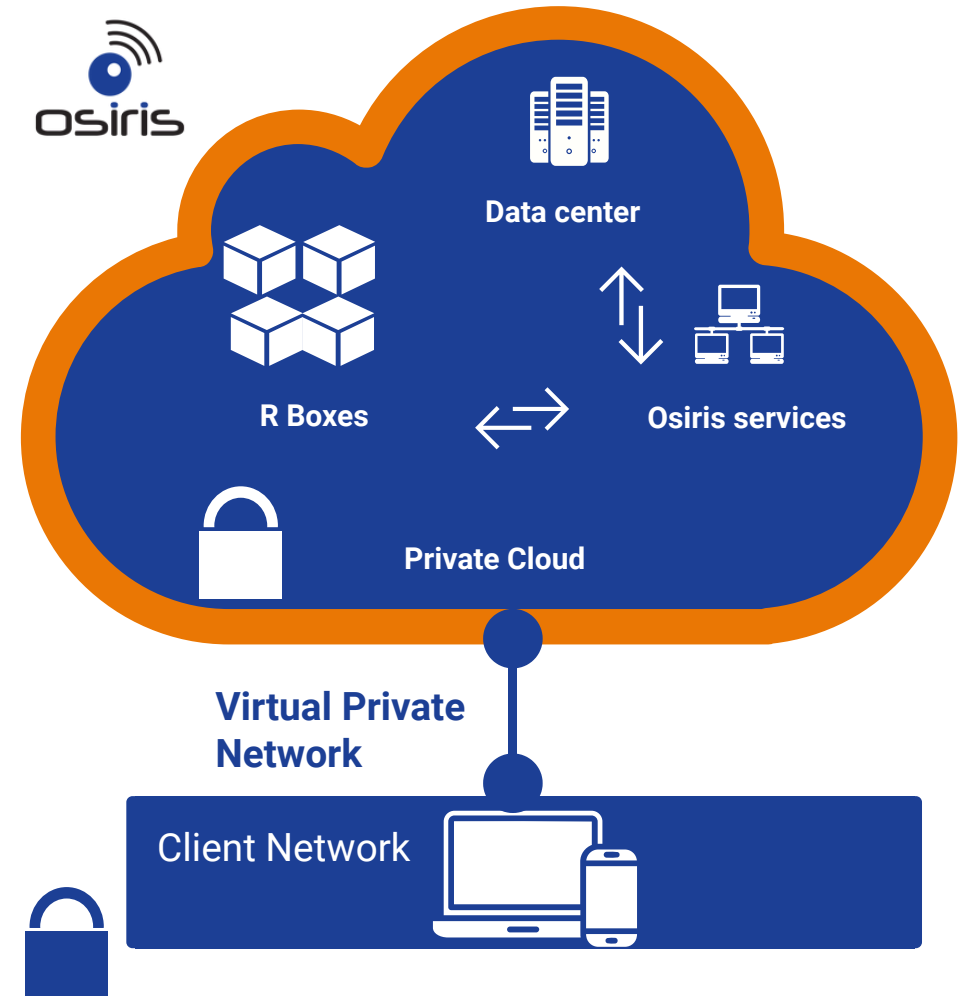 osiris
Data center
R Boxes
Osiris services
Private Cloud
Virtual Private
Network
Client Network